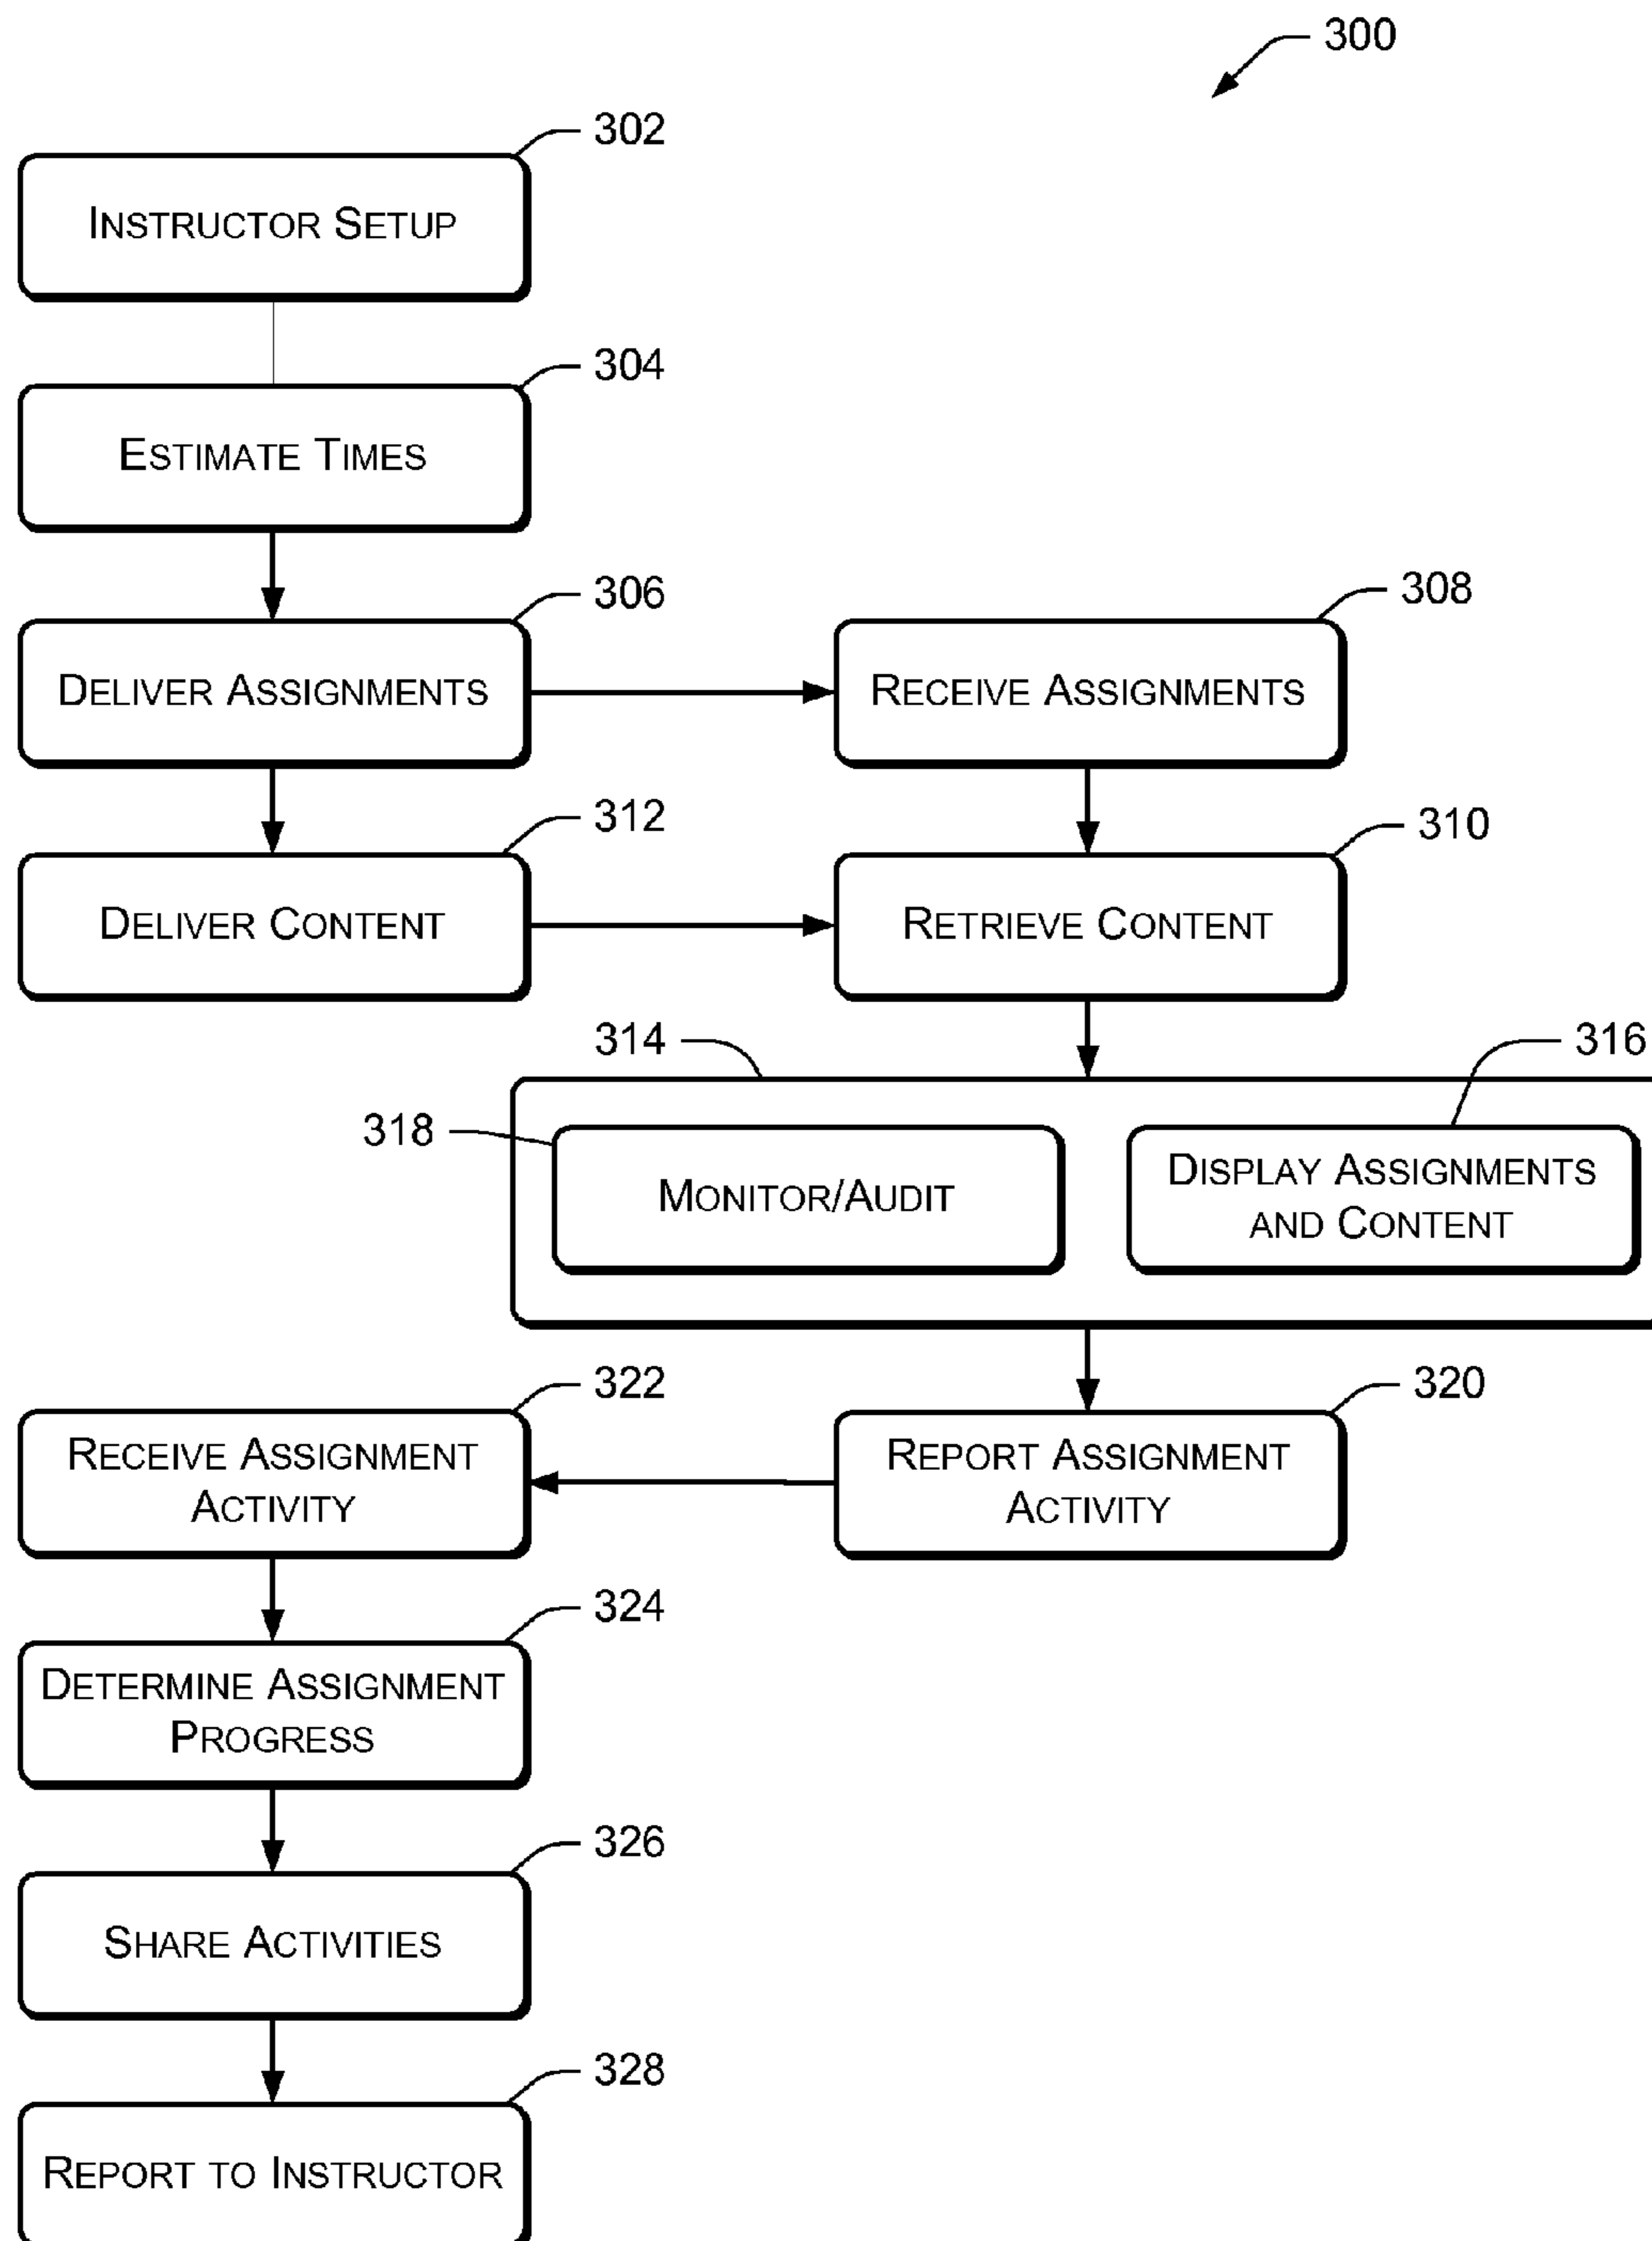 300
302
INSTRUCTOR SETUP
304
ESTIMATE TIMES
306
DELIVER ASSIGNMENTS
308
RECEIVE ASSIGNMENTS
312
DELIVER CONTENT
310
RETRIEVE CONTENT
314
316
318
MONITOR/AUDIT
DISPLAY ASSIGNMENTS
AND CONTENT
322
RECEIVE ASSIGNMENT
ACTIVITY
320
REPORT ASSIGNMENT
ACTIVITY
324
DETERMINE ASSIGNMENT
PROGRESS
326
SHARE ACTIVITIES
328
REPORT TO INSTRUCTOR